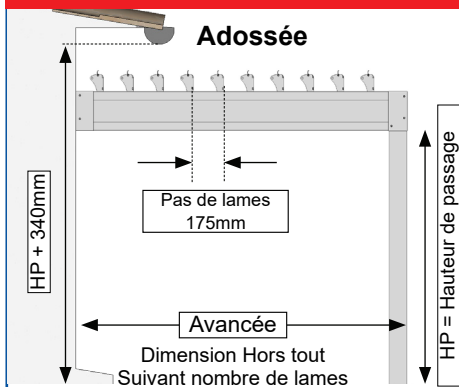 Adossée
Pas de lames
175mm
HP + 340mm
HP = Hauteur de passage
Avancée
Dimension Hors tout
Suivant nombre de lames